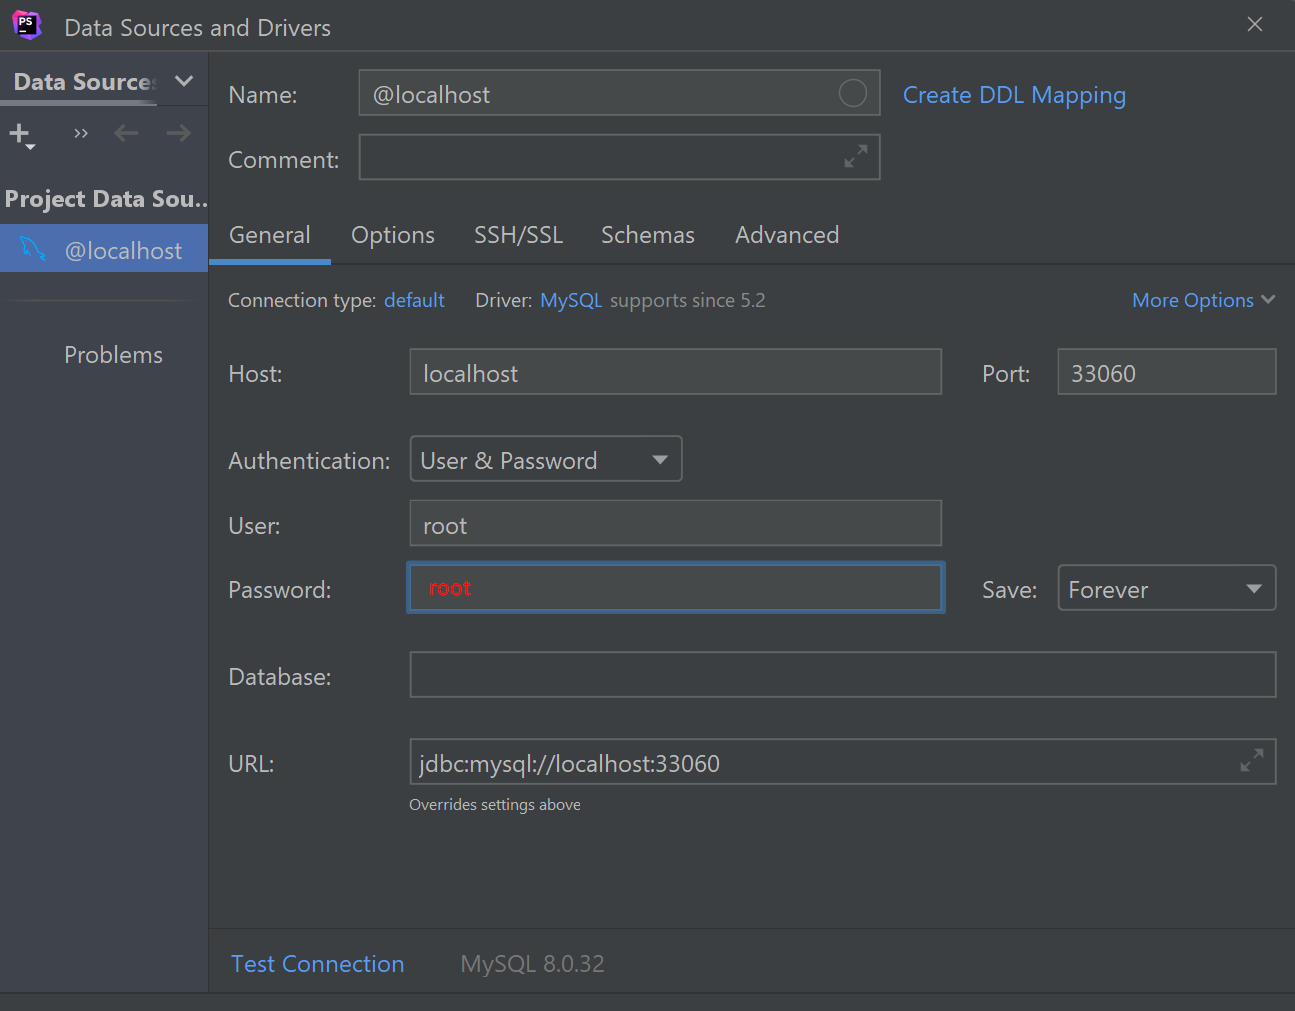 PS
Data Sources and Drivers
Data Sources
Project Data Sou..
@localhost
Problems
Name: @localhost Create DDL Mapping
Comment:
General Options SSH/SSL Schemas Advanced
Connection type: default Driver: MySQL supports since 5.2 More Options
Host: localhost Port: 33060
Authentication: User & Password
User: root
Password: root Save: Forever
Database:
URL: jdbc:mysql://localhost:33060
Overrides settings above
Test Connection MySQL 8.0.32